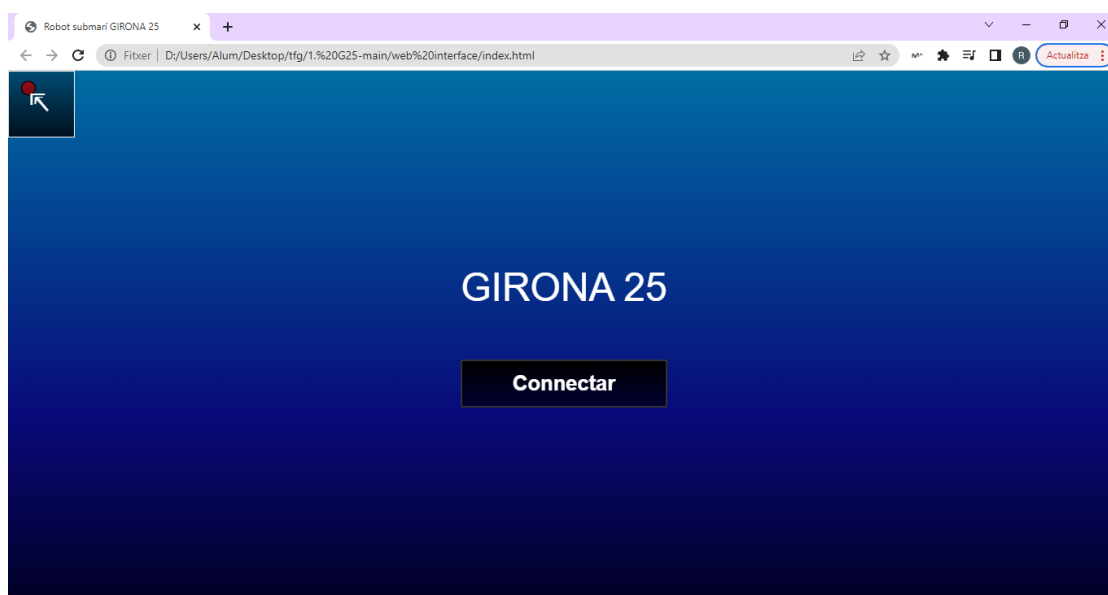 Robot submarí GIRONA 25
Fitxer | D:/Users/Alum/Desktop/tfg/1.%20G25-main/web%20interface/index.html
R
Actualitza
GIRONA 25
Connectar